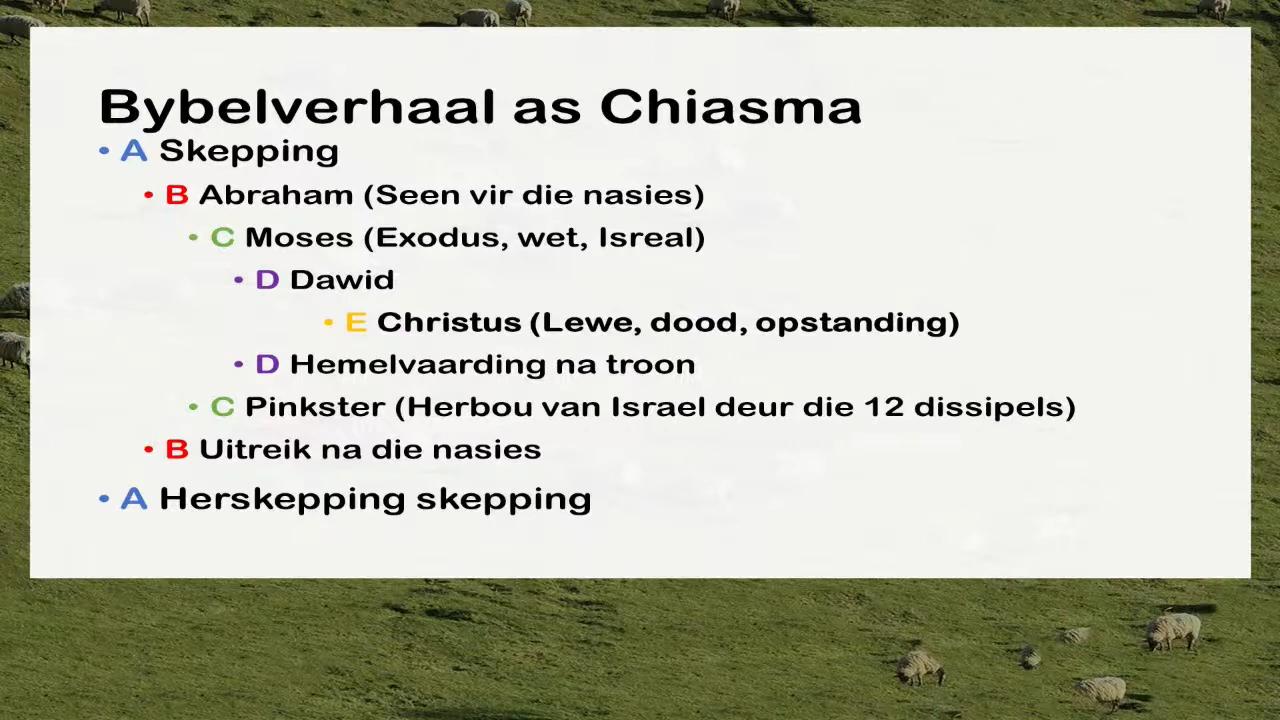 Bybelverhaal as Chiasma
• A Skepping
• B Abraham (Seen vir die nasies)
• C Moses (Exodus, wet, Isreal)
• D Dawid
• E Christus (Lewe, dood, opstanding)
• D Hemelvaarding na troon
• C Pinkster (Herbou van Israel deur die 12 dissipels)
• B Uitreik na die nasies
• A Herskepping skepping